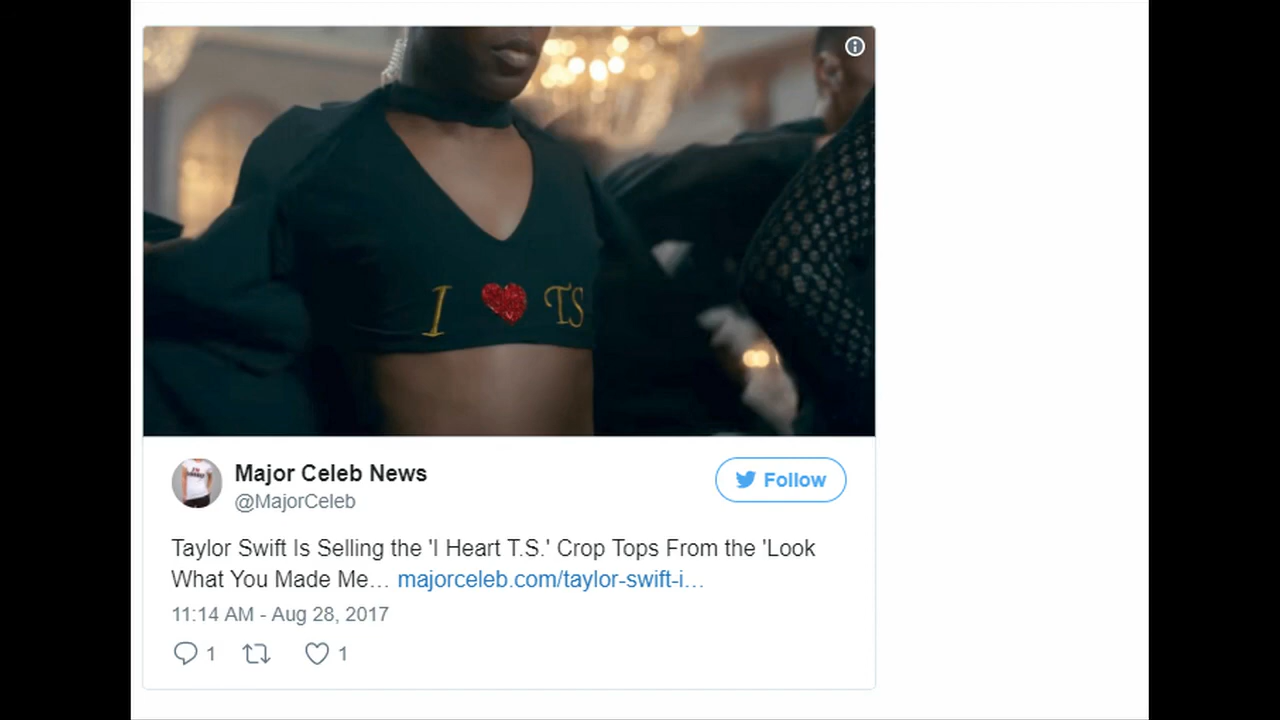 I ❤ TS
Major Celeb News
@MajorCeleb
Follow
Taylor Swift Is Selling the 'I Heart T.S.' Crop Tops From the 'Look
What You Made Me… majorceleb.com/taylor-swift-i…
11:14 AM - Aug 28, 2017
1
1